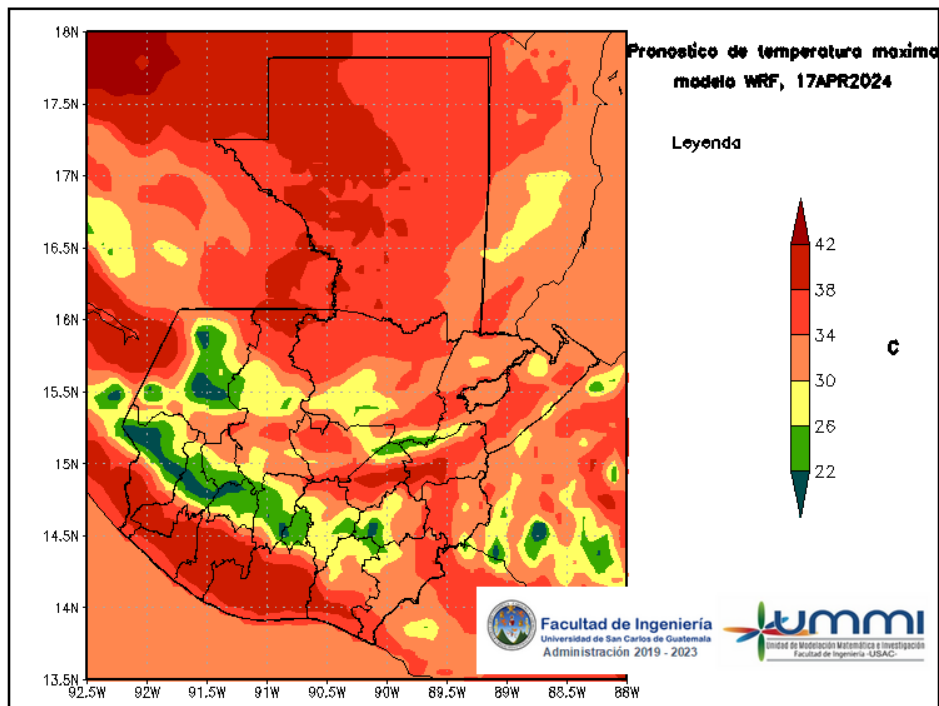 Pronostico de temperatura maxima
modelo WRF, 17APR2024
Leyenda
42
38
34
30
26
22
C
18N
17.5N
17N
16.5N
16N
15.5N
15N
14.5N
14N
13.5N
92.5W 92W 91.5W 91W 90.5W 90W 89.5W 89W 88.5W 88W
Facultad de Ingeniería
Universidad de San Carlos de Guatemala
Administración 2019 - 2023
UMMI
Unidad de Modelación Matemática e Investigación
Facultad de Ingeniería -USAC-